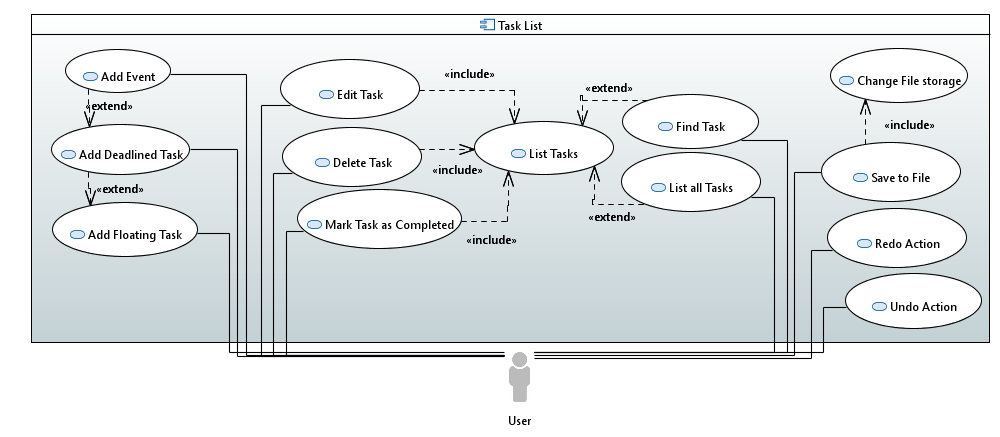 Task List
Add Event
«extend»
Add Deadlined Task
«extend»
Add Floating Task
Edit Task
«include»
Delete Task
«include»
Mark Task as Completed
«include»
List Tasks
«extend»
Find Task
List all Tasks
«extend»
Change File storage
«include»
Save to File
Redo Action
Undo Action
User